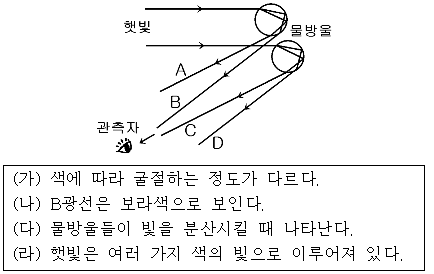 햇빛
물방울
A
B
관측자
C
D
(가) 색에 따라 굴절하는 정도가 다르다.
(나) B광선은 보라색으로 보인다.
(다) 물방울들이 빛을 분산시킬 때 나타난다.
(라) 햇빛은 여러 가지 색의 빛으로 이루어져 있다.